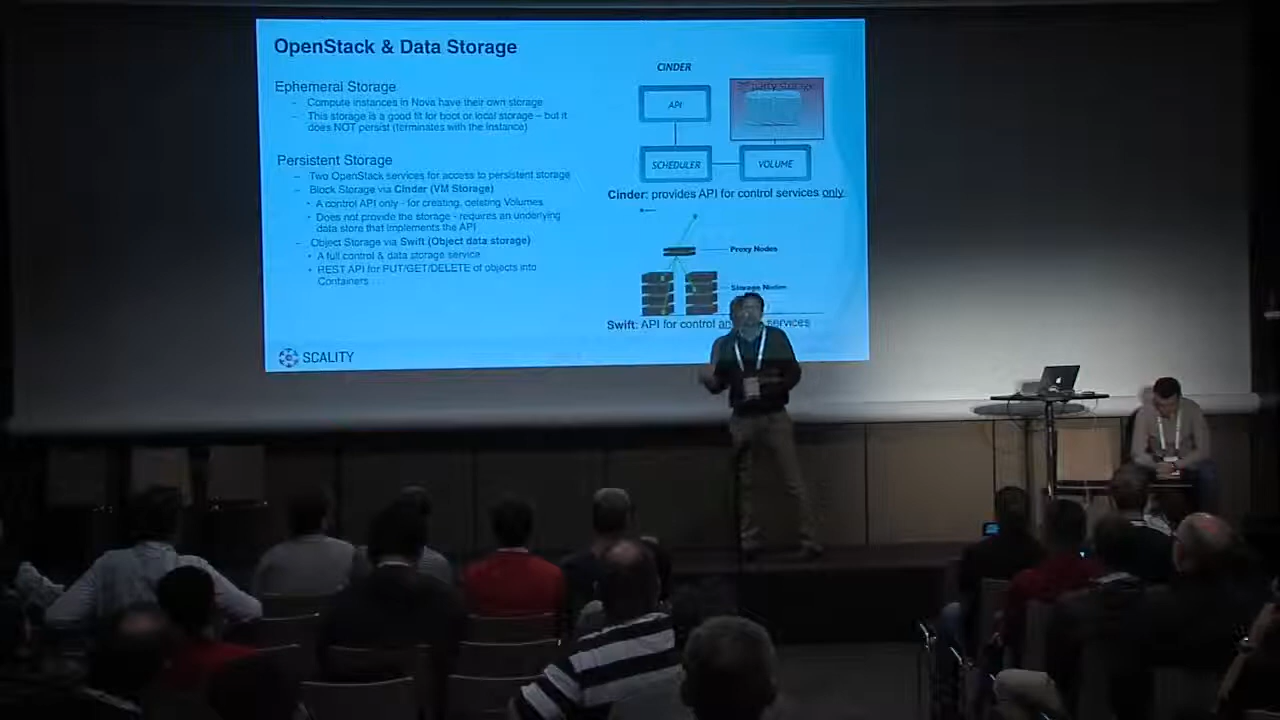 OpenStack & Data Storage
Ephemeral Storage
– Compute instances in Nova have their own storage
– This storage is a good fit for boot or local storage – but it
does NOT persist (terminates with the instance)
Persistent Storage
– Two OpenStack services for access to persistent storage
– Block Storage via Cinder (VM Storage)
• A control API only - for creating, deleting Volumes
• Does not provide the storage - requires an underlying
data store that implements the API
– Object Storage via Swift (Object data storage)
• A full control & data storage service
• REST API for PUT/GET/DELETE of objects into
Containers . . .
SCALITY
CINDER
API
SCHEDULER
VOLUME
Cinder: provides API for control services only
Proxy Nodes
Storage Nodes
Swift: API for control services